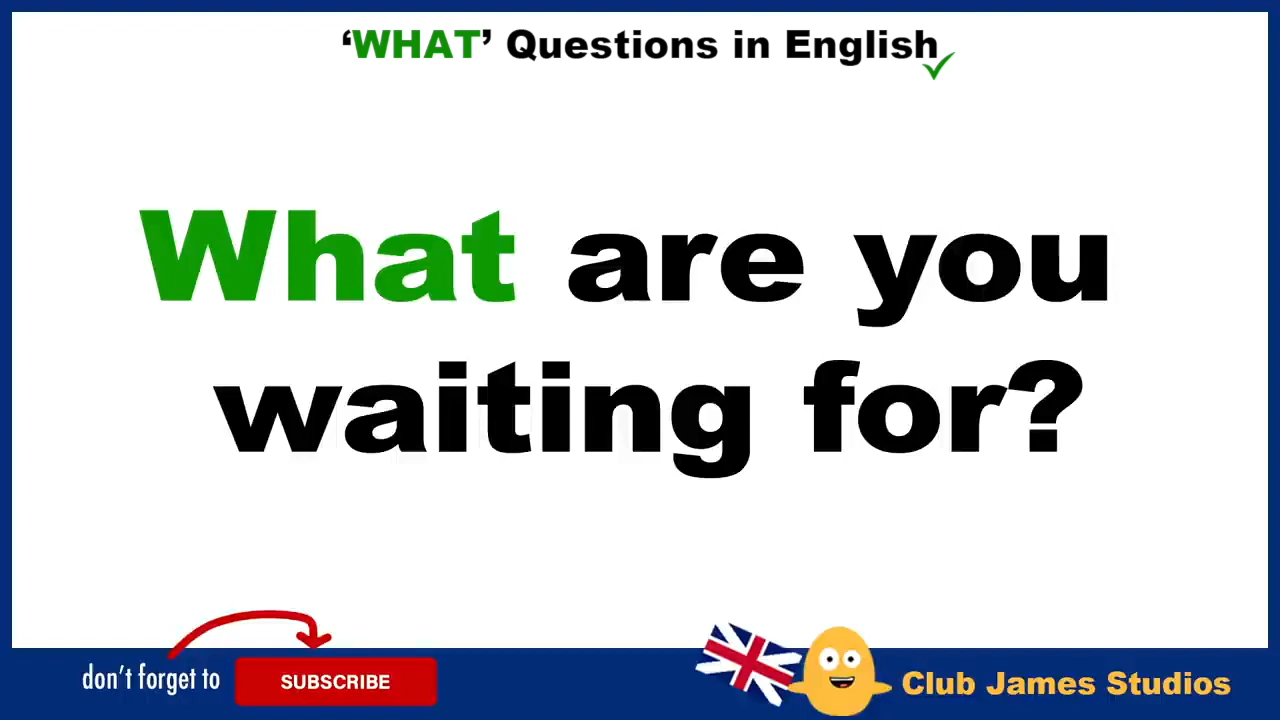 ‘WHAT’ Questions in English
What are you
waiting for?
don't forget to SUBSCRIBE
Club James Studios